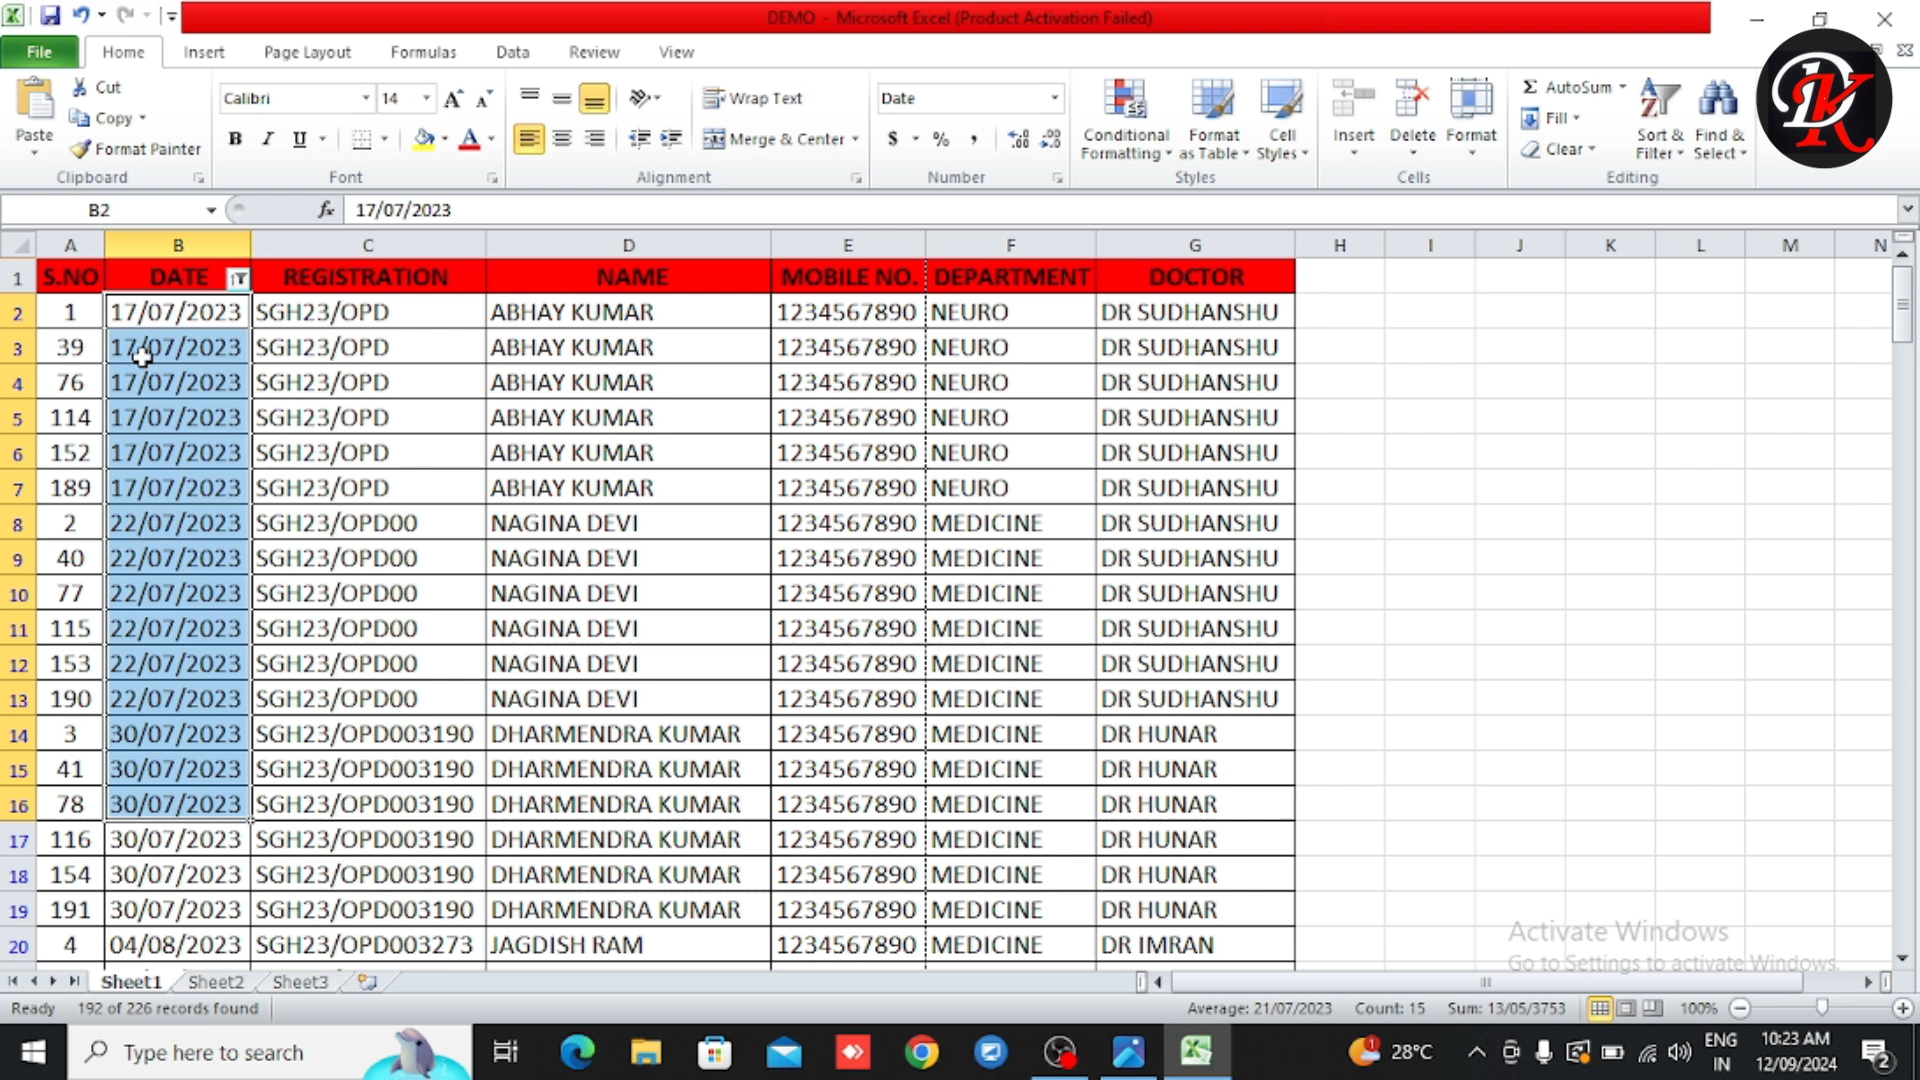 DEMO - Microsoft Excel (Product Activation Failed)
File Home Insert Page Layout Formulas Data Review View
Paste Cut Copy Format Painter Clipboard
Calibri 14 A A B I U Font
Wrap Text Merge & Center Alignment
Date $ % , Number
Conditional Formatting Format as Table Cell Styles Styles
Insert Delete Format Cells
Σ AutoSum Fill Clear Sort & Filter Find & Select Editing
DK
B2 fx 17/07/2023
A B C D E F G H I J K L M N
1 S.NO DATE REGISTRATION NAME MOBILE NO. DEPARTMENT DOCTOR
2 1 17/07/2023 SGH23/OPD ABHAY KUMAR 1234567890 NEURO DR SUDHANSHU
3 39 17/07/2023 SGH23/OPD ABHAY KUMAR 1234567890 NEURO DR SUDHANSHU
4 76 17/07/2023 SGH23/OPD ABHAY KUMAR 1234567890 NEURO DR SUDHANSHU
5 114 17/07/2023 SGH23/OPD ABHAY KUMAR 1234567890 NEURO DR SUDHANSHU
6 152 17/07/2023 SGH23/OPD ABHAY KUMAR 1234567890 NEURO DR SUDHANSHU
7 189 17/07/2023 SGH23/OPD ABHAY KUMAR 1234567890 NEURO DR SUDHANSHU
8 2 22/07/2023 SGH23/OPD00 NAGINA DEVI 1234567890 MEDICINE DR SUDHANSHU
9 40 22/07/2023 SGH23/OPD00 NAGINA DEVI 1234567890 MEDICINE DR SUDHANSHU
10 77 22/07/2023 SGH23/OPD00 NAGINA DEVI 1234567890 MEDICINE DR SUDHANSHU
11 115 22/07/2023 SGH23/OPD00 NAGINA DEVI 1234567890 MEDICINE DR SUDHANSHU
12 153 22/07/2023 SGH23/OPD00 NAGINA DEVI 1234567890 MEDICINE DR SUDHANSHU
13 190 22/07/2023 SGH23/OPD00 NAGINA DEVI 1234567890 MEDICINE DR SUDHANSHU
14 3 30/07/2023 SGH23/OPD003190 DHARMENDRA KUMAR 1234567890 MEDICINE DR HUNAR
15 41 30/07/2023 SGH23/OPD003190 DHARMENDRA KUMAR 1234567890 MEDICINE DR HUNAR
16 78 30/07/2023 SGH23/OPD003190 DHARMENDRA KUMAR 1234567890 MEDICINE DR HUNAR
17 116 30/07/2023 SGH23/OPD003190 DHARMENDRA KUMAR 1234567890 MEDICINE DR HUNAR
18 154 30/07/2023 SGH23/OPD003190 DHARMENDRA KUMAR 1234567890 MEDICINE DR HUNAR
19 191 30/07/2023 SGH23/OPD003190 DHARMENDRA KUMAR 1234567890 MEDICINE DR HUNAR
20 4 04/08/2023 SGH23/OPD003273 JAGDISH RAM 1234567890 MEDICINE DR IMRAN
Activate Windows
Go to Settings to activate Windows.
Sheet1 Sheet2 Sheet3
Ready 192 of 226 records found Average: 21/07/2023 Count: 15 Sum: 13/05/3753 100%
Type here to search 1 28°C ENG IN 10:23 AM 12/09/2024 2